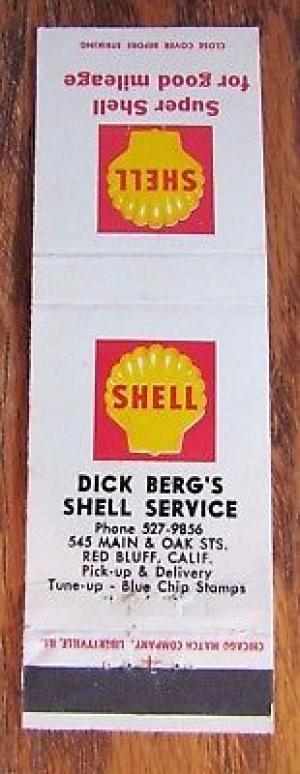 CLOSE COVER BEFORE STRIKING
Super Shell
for good mileage
SHELL
SHELL
DICK BERG'S
SHELL SERVICE
Phone 527-9856
545 MAIN & OAK STS.
RED BLUFF, CALIF.
Pick-up & Delivery
Tune-up - Blue Chip Stamps
CHICAGO MATCH COMPANY, LIBERTYVILLE, ILL.